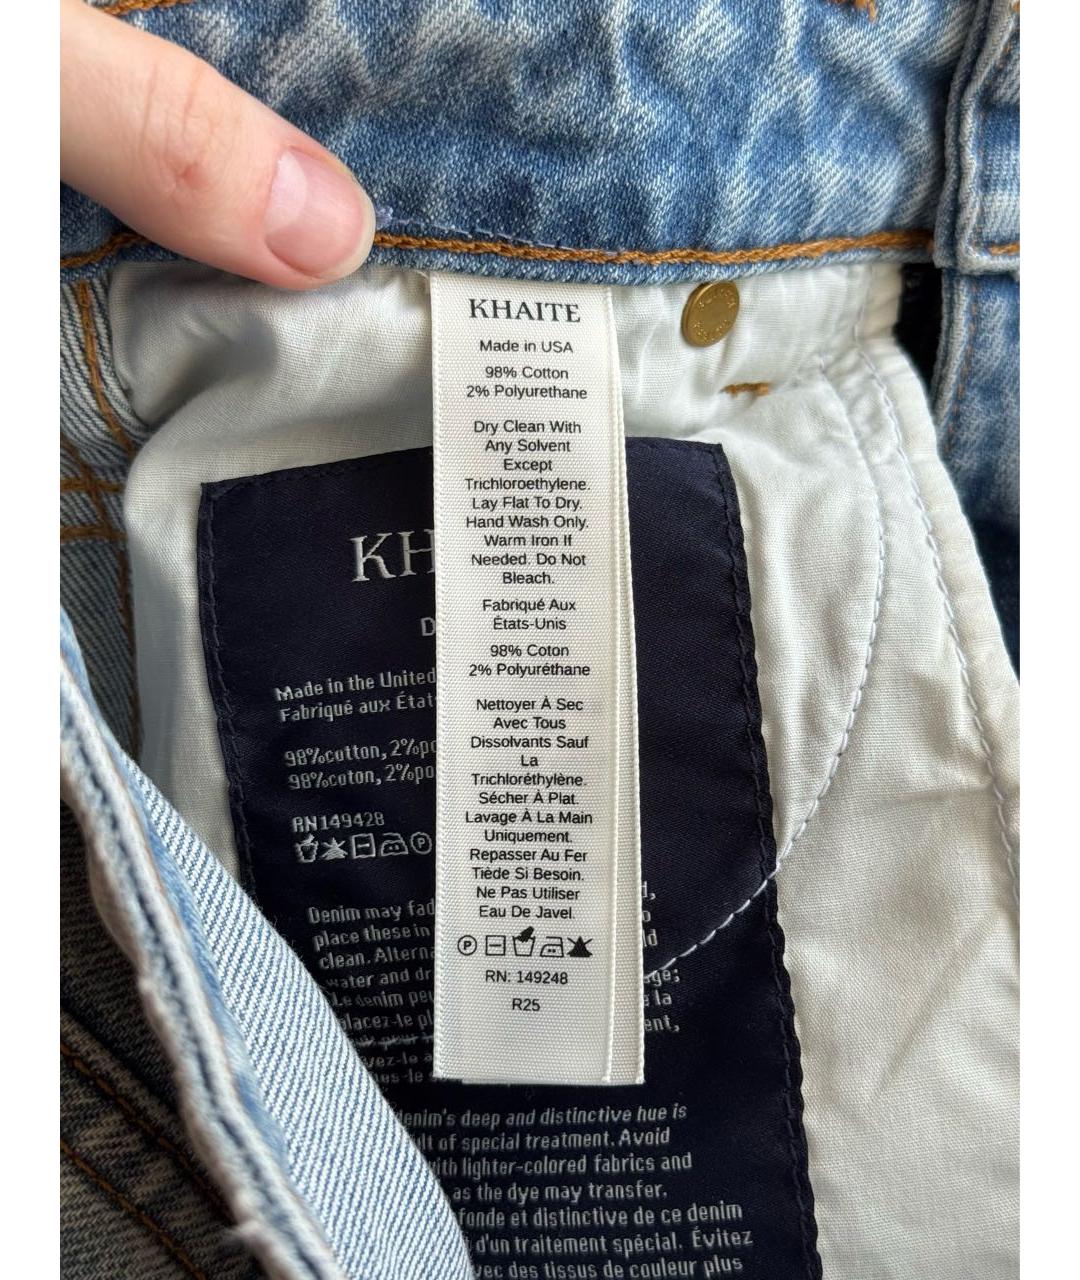 KHAITE
Made in USA
98% Cotton
2% Polyurethane
Dry Clean With
Any Solvent
Except
Trichloroethylene.
Lay Flat To Dry.
Hand Wash Only.
Warm Iron If
Needed. Do Not
Bleach.
Fabriqué Aux
États-Unis
98% Coton
2% Polyuréthane
Nettoyer À Sec
Avec Tous
Dissolvants Sauf
La
Trichloréthylène.
Sécher À Plat.
Lavage À La Main
Uniquement.
Repasser Au Fer
Tiède Si Besoin.
Ne Pas Utiliser
Eau De Javel.
P
RN: 149248
R25
KH
D
Made in the United
Fabriqué aux État
98%cotton, 2%po
98%coton, 2%po
RN149428
P
Denim may fad
place these in
clean. Alterna
water and dr
Le denim peu
placez-le pl
denim's deep and distinctive hue is
of special treatment. Avoid
with lighter-colored fabrics and
as the dye may transfer.
fonde et distinctive de ce denim
d'un traitement spécial. Évitez
vec des tissus de couleur plus